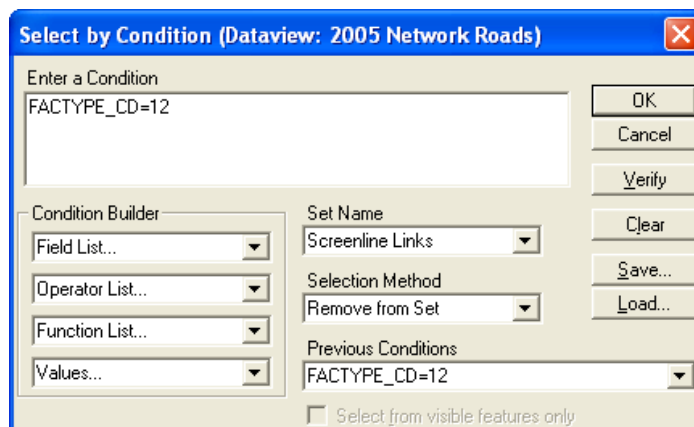 Select by Condition (Dataview: 2005 Network Roads)
Enter a Condition
FACTYPE_CD=12
OK
Cancel
Verify
Clear
Save...
Load...
Condition Builder
Field List...
Operator List...
Function List...
Values...
Set Name
Screenline Links
Selection Method
Remove from Set
Previous Conditions
FACTYPE_CD=12
Select from visible features only